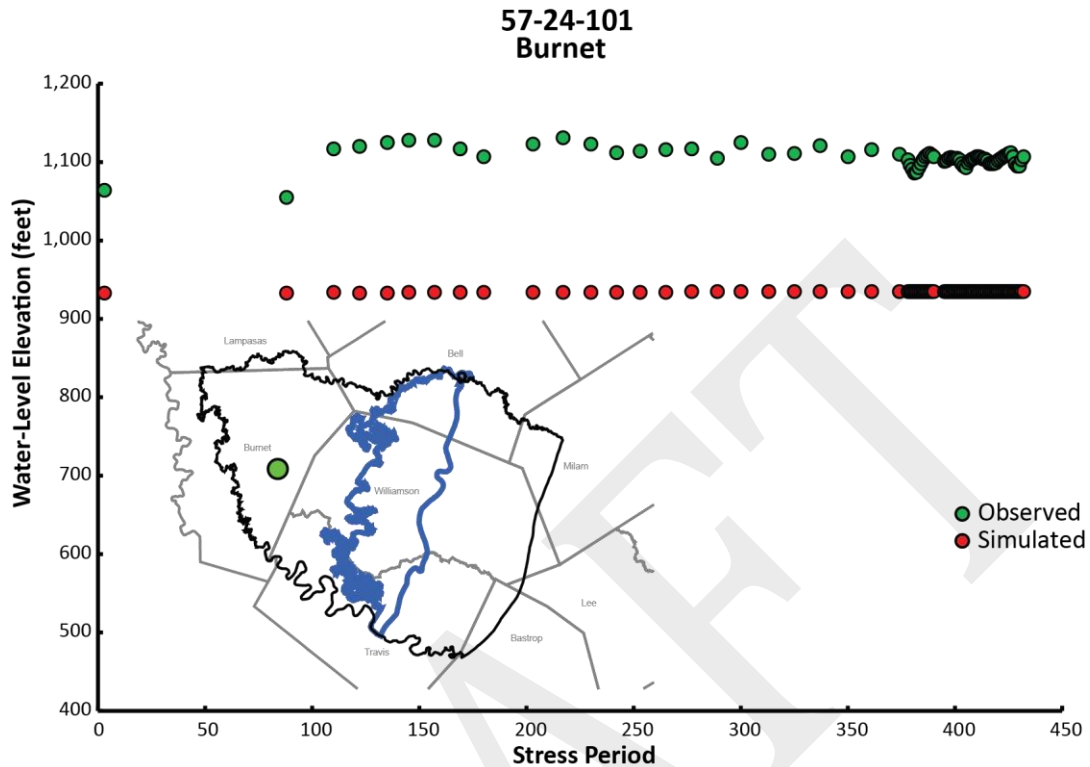 57-24-101
Burnet
Water-Level Elevation (feet)
1,200
1,100
1,000
900
800
700
600
500
400
Lampasas
Bell
Burnet
Milam
Williamson
Lee
Bastrop
Travis
Observed
Simulated
0 50 100 150 200 250 300 350 400 450
Stress Period
AFT